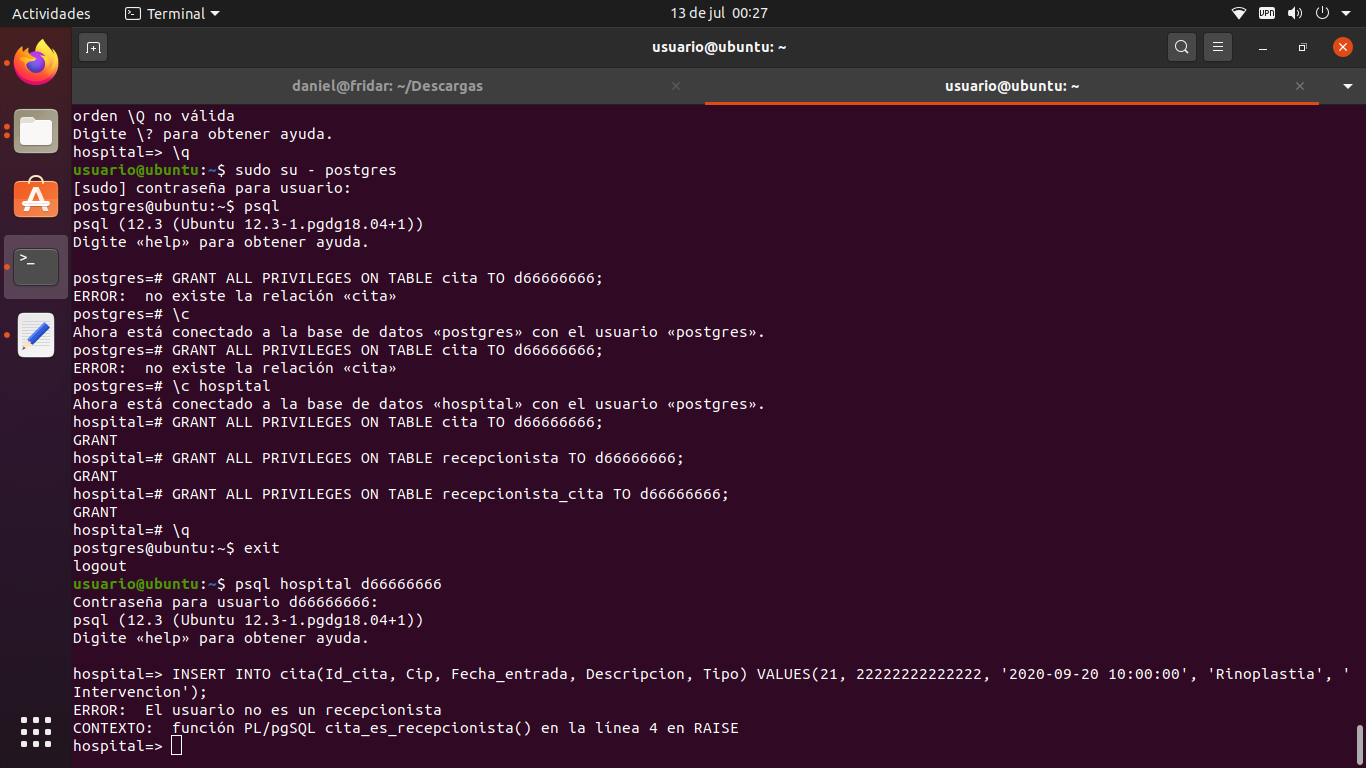 Actividades
Terminal
13 de jul 00:27
VPN
usuario@ubuntu: ~
daniel@fridar: ~/Descargas
usuario@ubuntu: ~
orden \Q no válida
Digite \? para obtener ayuda.
hospital=> \q
usuario@ubuntu:~$ sudo su - postgres
[sudo] contraseña para usuario:
postgres@ubuntu:~$ psql
psql (12.3 (Ubuntu 12.3-1.pgdg18.04+1))
Digite «help» para obtener ayuda.
postgres=# GRANT ALL PRIVILEGES ON TABLE cita TO d66666666;
ERROR:  no existe la relación «cita»
postgres=# \c
Ahora está conectado a la base de datos «postgres» con el usuario «postgres».
postgres=# GRANT ALL PRIVILEGES ON TABLE cita TO d66666666;
ERROR:  no existe la relación «cita»
postgres=# \c hospital
Ahora está conectado a la base de datos «hospital» con el usuario «postgres».
hospital=# GRANT ALL PRIVILEGES ON TABLE cita TO d66666666;
GRANT
hospital=# GRANT ALL PRIVILEGES ON TABLE recepcionista TO d66666666;
GRANT
hospital=# GRANT ALL PRIVILEGES ON TABLE recepcionista_cita TO d66666666;
GRANT
hospital=# \q
postgres@ubuntu:~$ exit
logout
usuario@ubuntu:~$ psql hospital d66666666
Contraseña para usuario d66666666:
psql (12.3 (Ubuntu 12.3-1.pgdg18.04+1))
Digite «help» para obtener ayuda.
hospital=> INSERT INTO cita(Id_cita, Cip, Fecha_entrada, Descripcion, Tipo) VALUES(21, 22222222222222, '2020-09-20 10:00:00', 'Rinoplastia', '
Intervencion');
ERROR:  El usuario no es un recepcionista
CONTEXTO:  función PL/pgSQL cita_es_recepcionista() en la línea 4 en RAISE
hospital=>